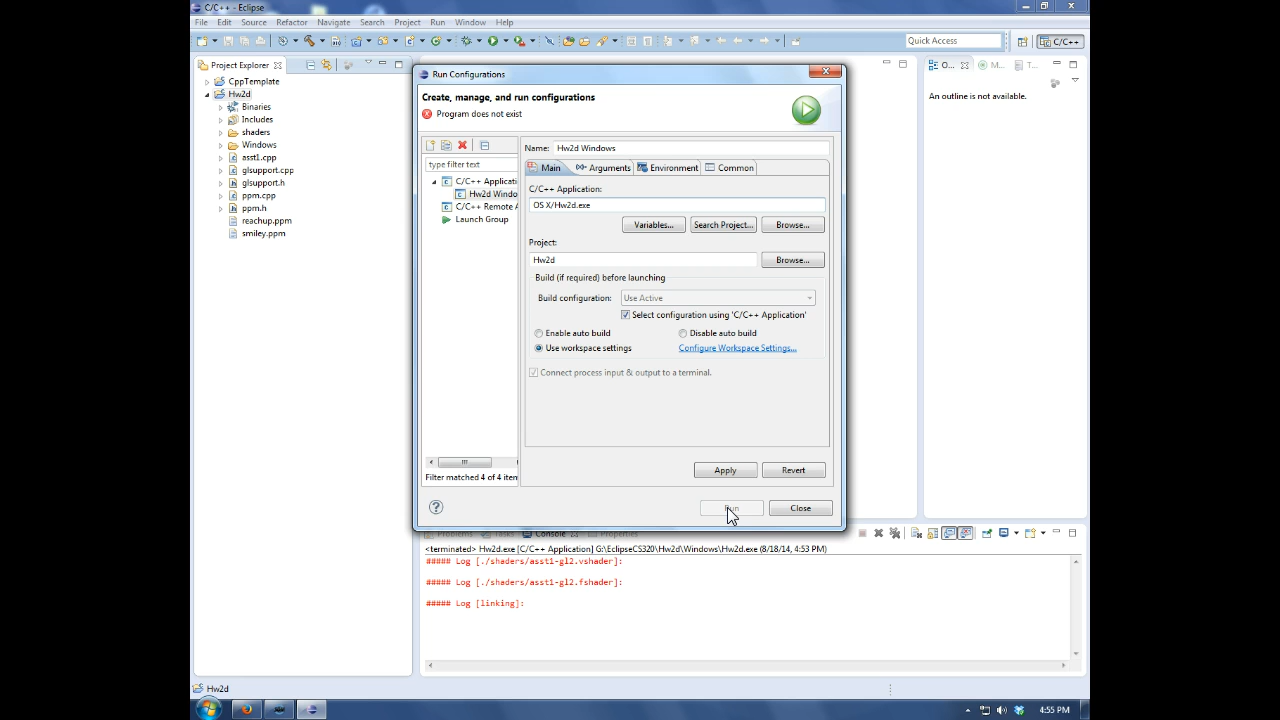 C/C++ - Eclipse
File Edit Source Refactor Navigate Search Project Run Window Help
Quick Access
C/C++
Project Explorer
CppTemplate
Hw2d
Binaries
Includes
shaders
Windows
asst1.cpp
glsupport.cpp
glsupport.h
ppm.cpp
ppm.h
reachup.ppm
smiley.ppm
Run Configurations
Create, manage, and run configurations
Program does not exist
type filter text
C/C++ Applicati
Hw2d Windo
C/C++ Remote A
Launch Group
Filter matched 4 of 4 iten
Name: Hw2d Windows
Main Arguments Environment Common
C/C++ Application:
OS X/Hw2d.exe
Variables... Search Project... Browse...
Project:
Hw2d Browse...
Build (if required) before launching
Build configuration: Use Active
Select configuration using 'C/C++ Application'
Enable auto build Disable auto build
Use workspace settings Configure Workspace Settings...
Connect process input & output to a terminal.
Apply Revert
Run Close
O... M... T...
An outline is not available.
Problems Tasks Console Properties
<terminated> Hw2d.exe [C/C++ Application] G:\EclipseCS320\Hw2d\Windows\Hw2d.exe (8/18/14, 4:53 PM)
##### Log [./shaders/asst1-gl2.vshader]:
##### Log [./shaders/asst1-gl2.fshader]:
##### Log [linking]:
Hw2d
4:55 PM